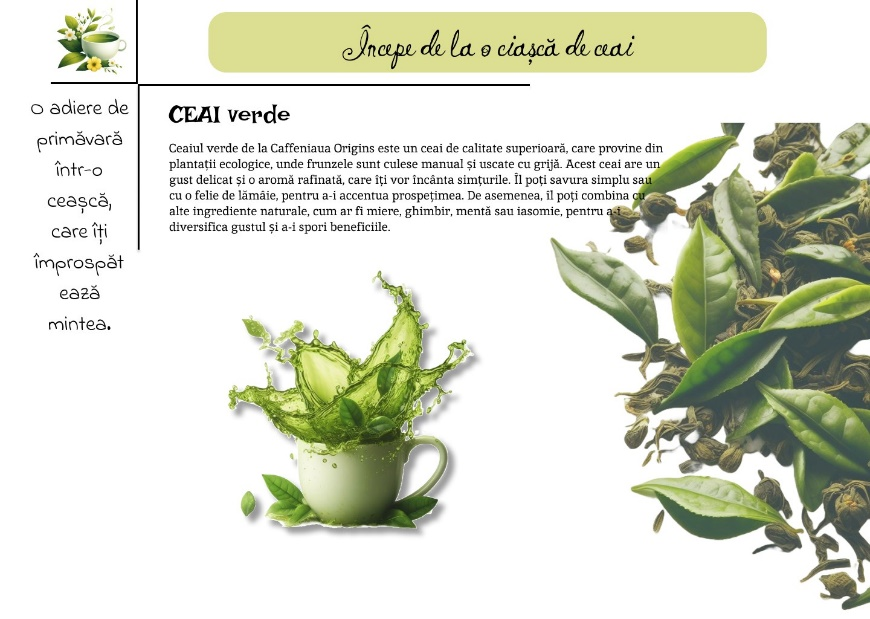 Începe de la o ciașcă de ceai
O adiere de
primăvară
într-o
ceașcă,
care îți
împrospăt
ează
mintea.
CEAI verde
Ceaiul verde de la Caffeniaua Origins este un ceai de calitate superioară, care provine din
plantații ecologice, unde frunzele sunt culese manual și uscate cu grijă. Acest ceai are un
gust delicat și o aromă rafinată, care îți vor încânta simțurile. Îl poți savura simplu sau
cu o felie de lămâie, pentru a-i accentua prospețimea. De asemenea, îl poți combina cu
alte ingrediente naturale, cum ar fi miere, ghimbir, mentă sau iasomie, pentru a-i
diversifica gustul și a-i spori beneficiile.